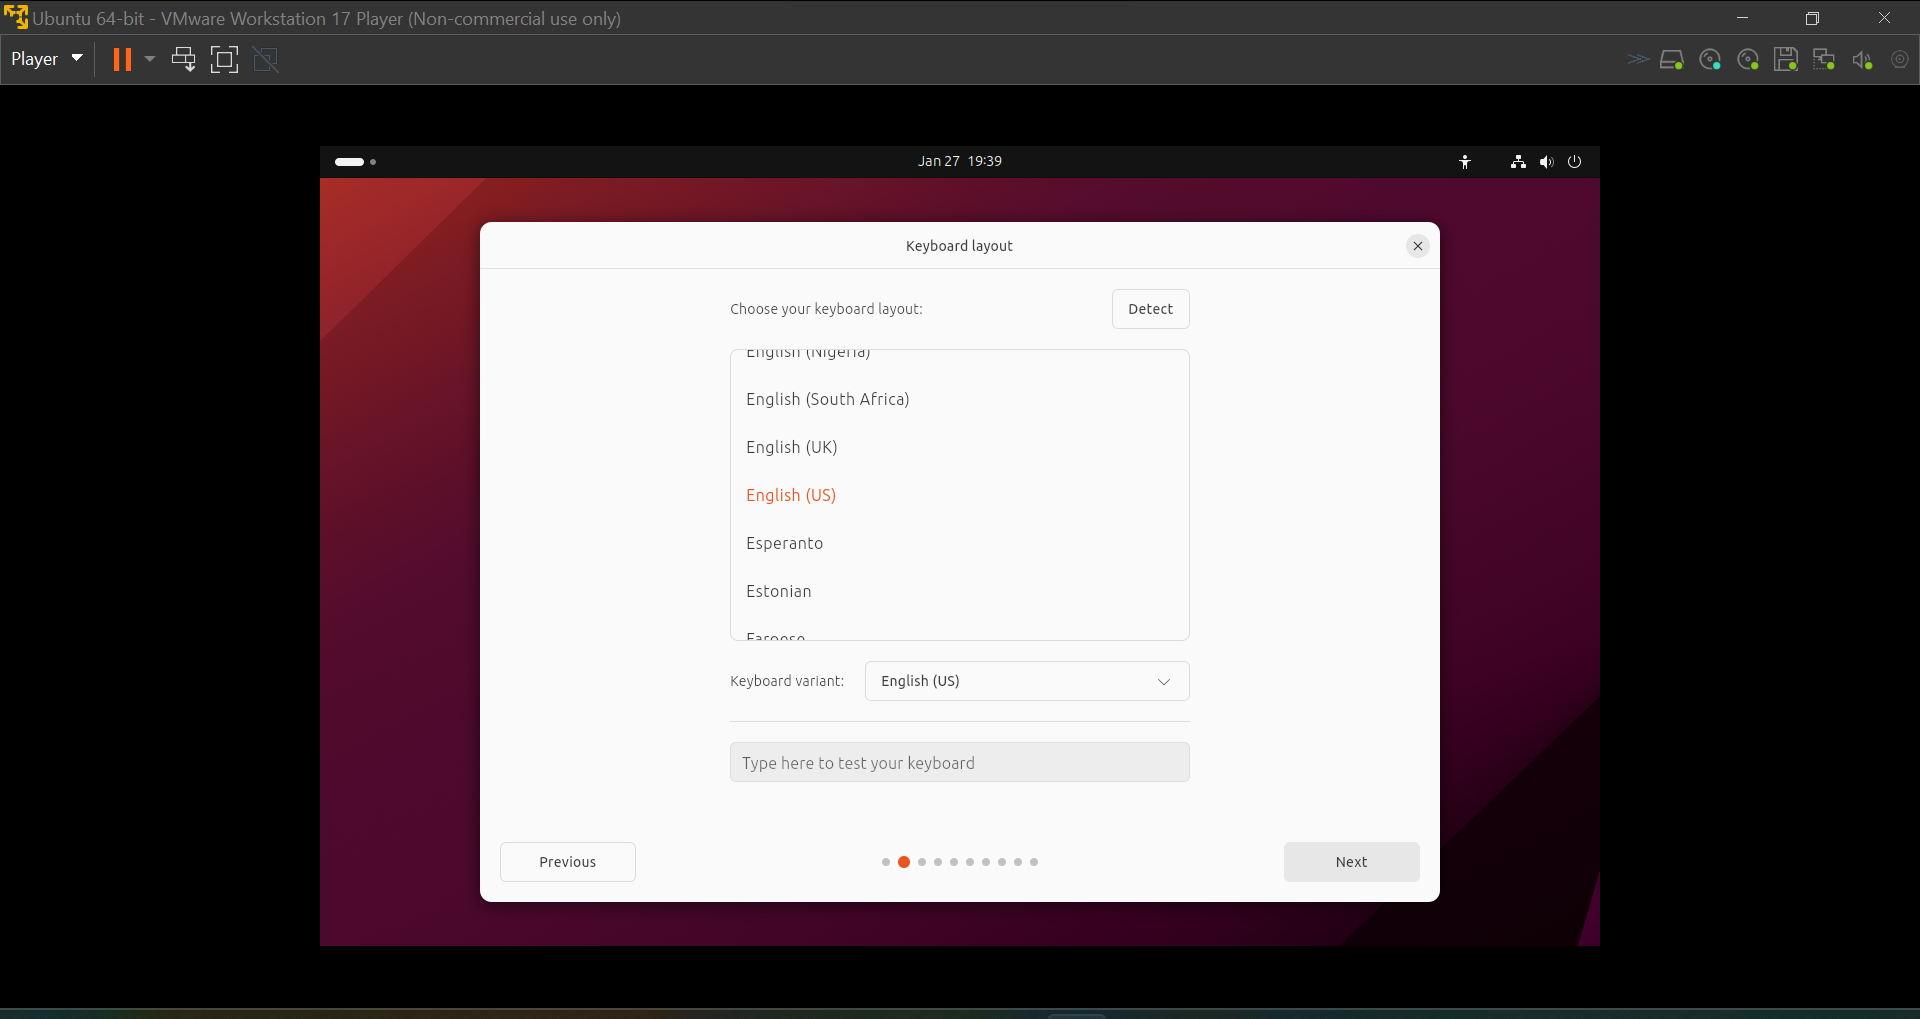 Ubuntu 64-bit - VMware Workstation 17 Player (Non-commercial use only)
Player
Jan 27 19:39
Keyboard layout
Choose your keyboard layout:
Detect
English (Nigeria)
English (South Africa)
English (UK)
English (US)
Esperanto
Estonian
Faroese
Keyboard variant:
English (US)
Type here to test your keyboard
Previous
Next